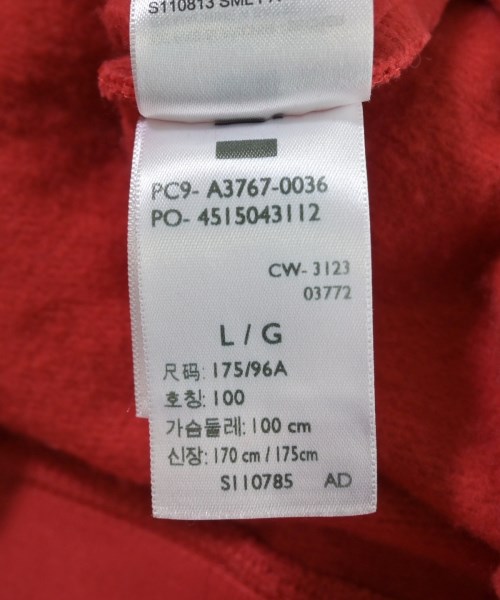 S110813
PC9- A3767-0036
PO- 4515043112
CW- 3123
03772
L / G
尺码: 175/96A
호칭: 100
가슴둘레: 100 cm
신장: 170 cm / 175cm
S110785 AD